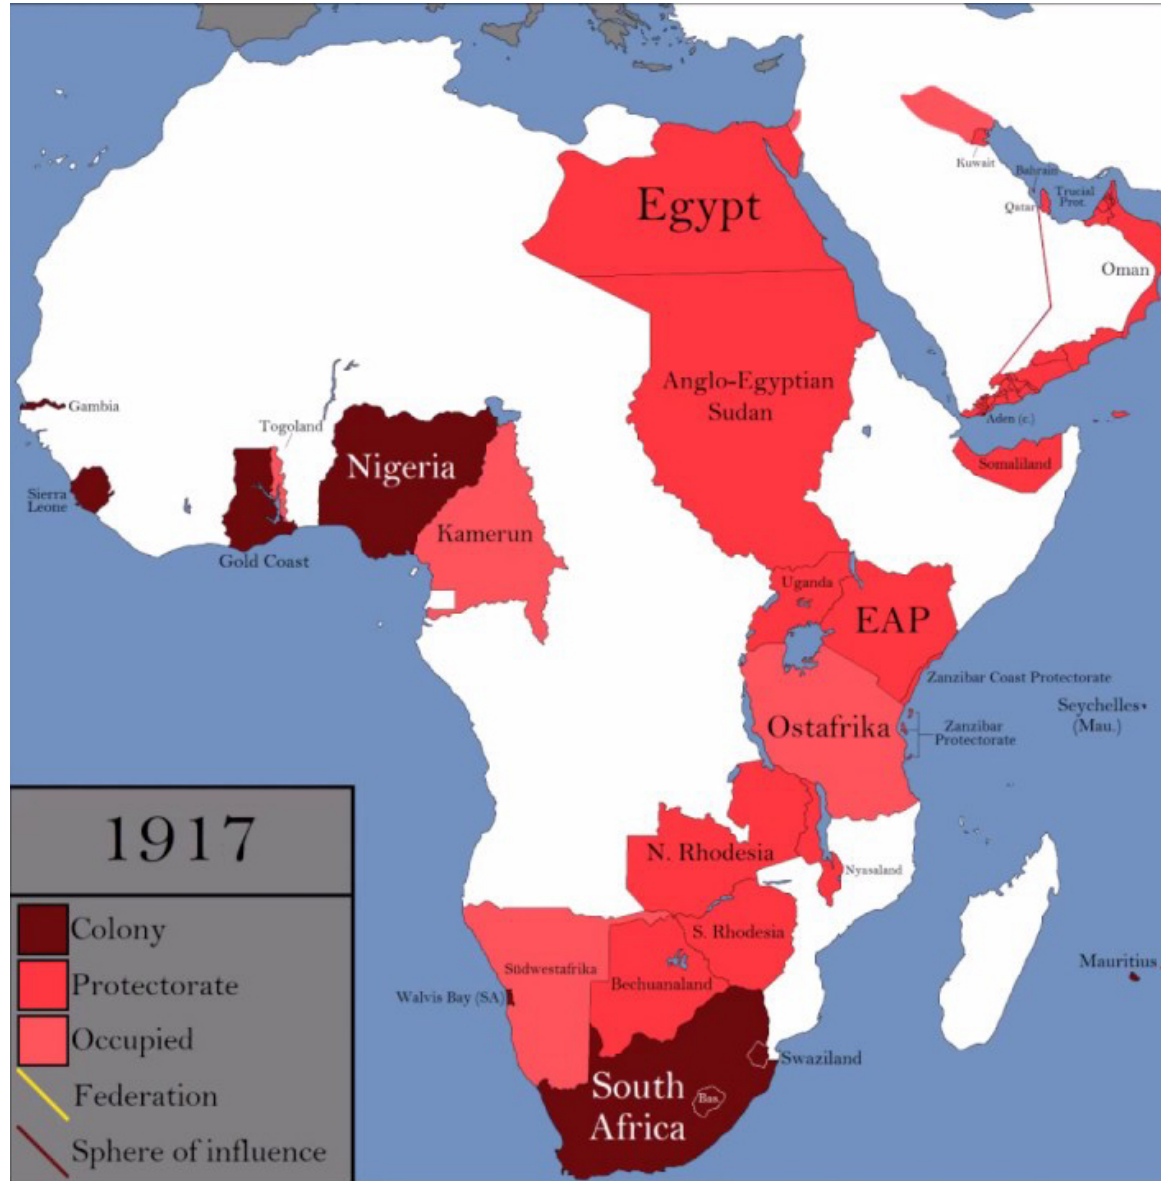 Egypt
Kuwait
Bahrain
Qatar
Trucial
Prot.
Oman
Anglo-Egyptian
Sudan
Aden (c.)
Somaliland
Gambia
Togoland
Nigeria
Sierra
Leone
Gold Coast
Kamerun
Uganda
EAP
Zanzibar Coast Protectorate
Seychelles
(Mau.)
Zanzibar
Protectorate
Ostafrika
N. Rhodesia
Nyasaland
S. Rhodesia
Südwestafrika
Bechuanaland
Walvis Bay (SA)
Mauritius
Swaziland
South
Africa
Bas.
1917
Colony
Protectorate
Occupied
Federation
Sphere of influence